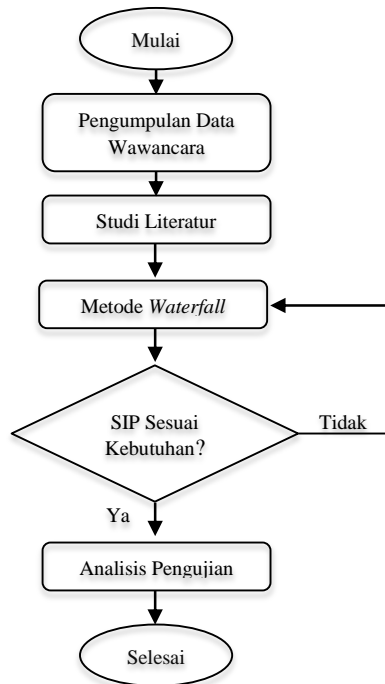 Mulai
Pengumpulan Data
Wawancara
Studi Literatur
Metode Waterfall
SIP Sesuai
Kebutuhan?
Tidak
Ya
Analisis Pengujian
Selesai